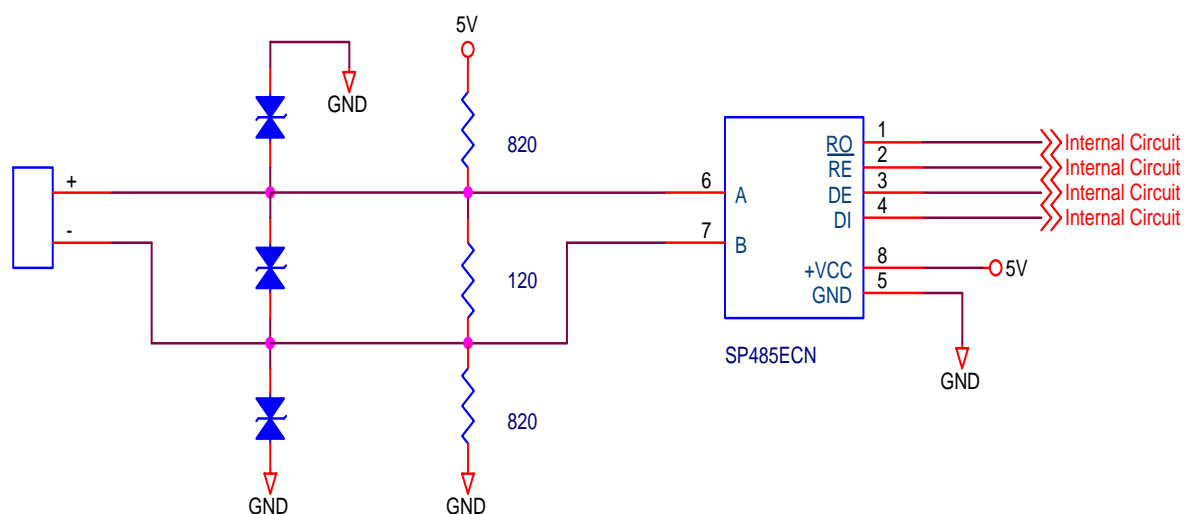 5V
GND
820
+
-
120
820
GND
GND
6
A
7
B
RO
1
Internal Circuit
RE
2
Internal Circuit
DE
3
Internal Circuit
DI
4
Internal Circuit
+VCC
8
5V
GND
5
SP485ECN
GND